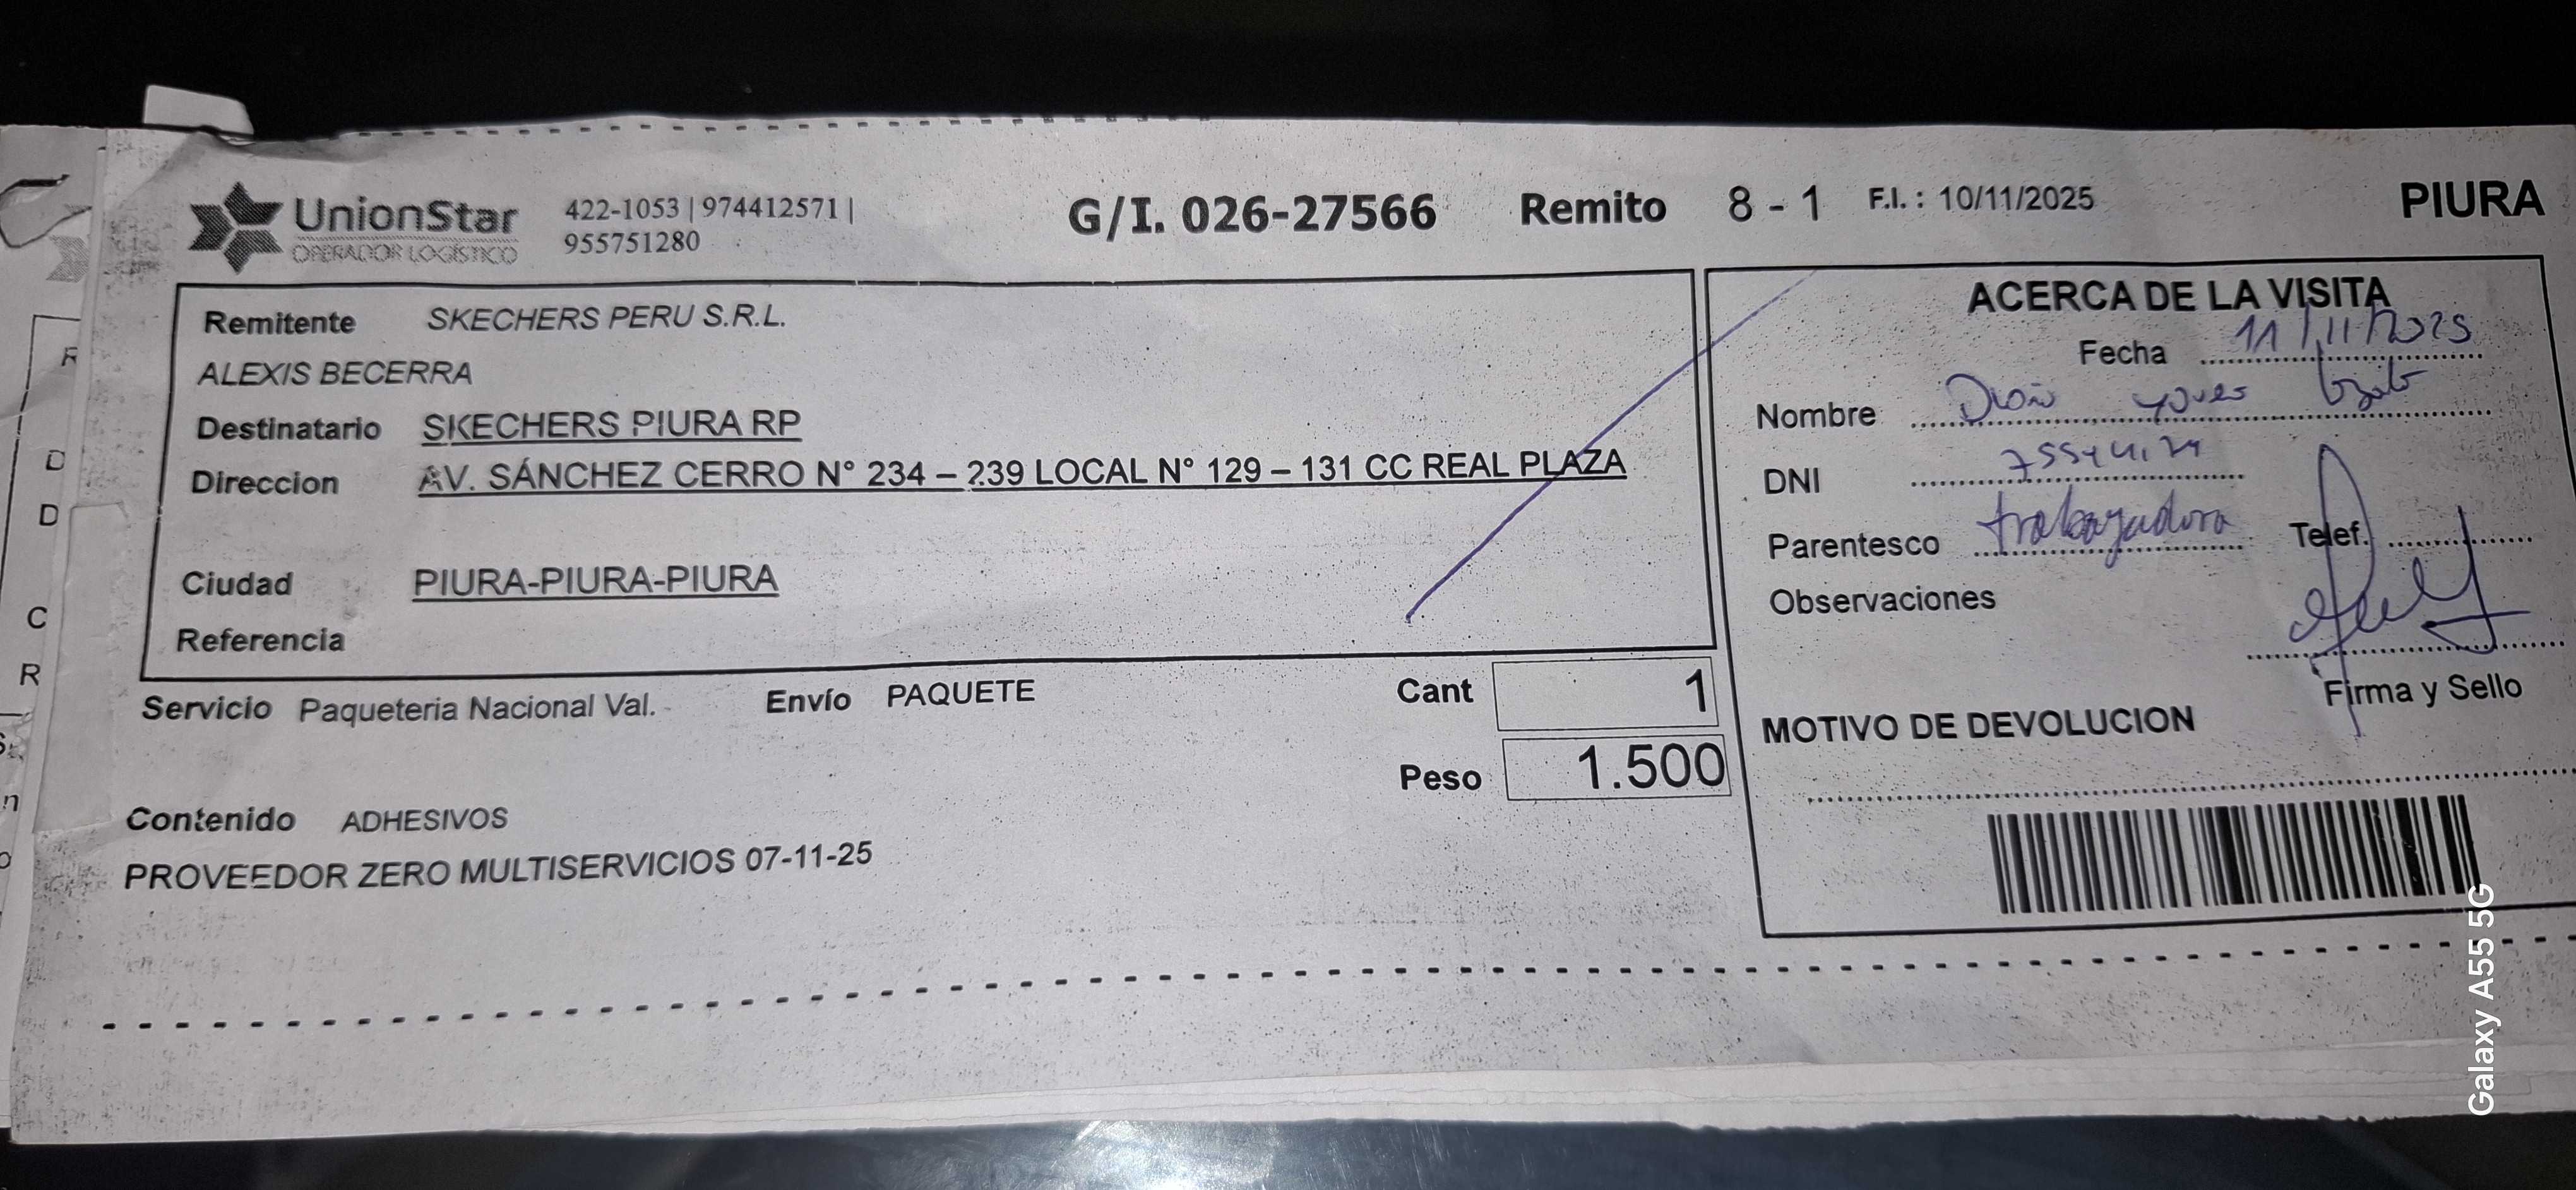 UnionStar
OPERADOR LOGÍSTICO
422-1053 | 974412571 |
955751280
G/I. 026-27566 Remito 8 - 1 F.I. : 10/11/2025 PIURA
Remitente SKECHERS PERU S.R.L.
ALEXIS BECERRA
Destinatario SKECHERS PIURA RP
Direccion AV. SÁNCHEZ CERRO N° 234 – 239 LOCAL N° 129 – 131 CC REAL PLAZA
Ciudad PIURA-PIURA-PIURA
Referencia
Servicio Paqueteria Nacional Val. Envío PAQUETE
Cant 1
Peso 1.500
Contenido ADHESIVOS
PROVEEDOR ZERO MULTISERVICIOS 07-11-25
ACERCA DE LA VISITA
Fecha 11/11/2025
Nombre
DNI
Parentesco trabajadora Telef.
Observaciones
Firma y Sello
MOTIVO DE DEVOLUCION
Galaxy A55 5G